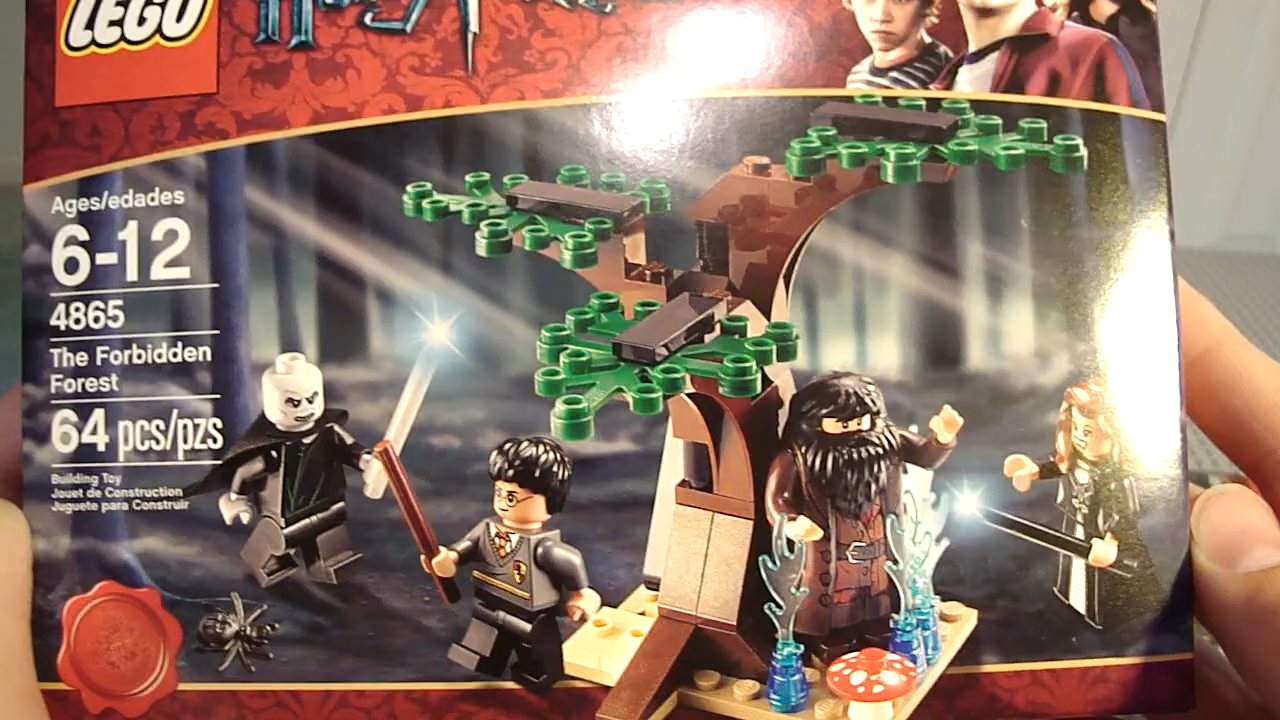 LEGO
Ages/edades
6-12
4865
The Forbidden
Forest
64 pcs/pzs
Building Toy
Jouet de Construction
Juguete para Construir